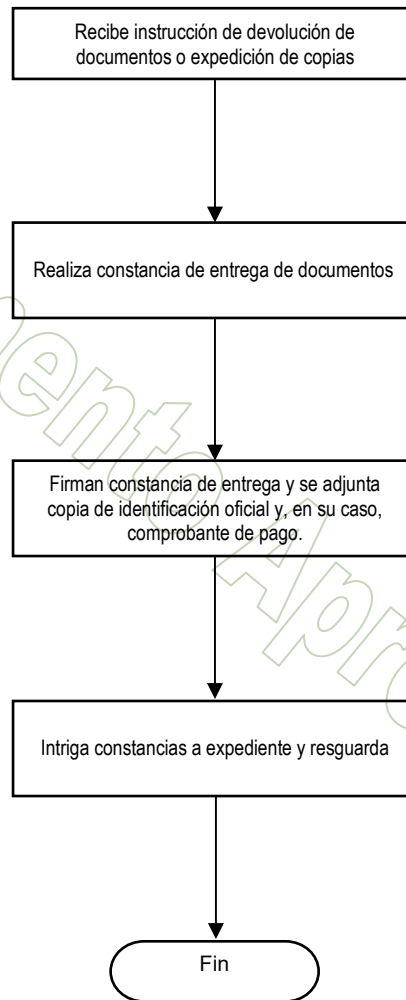 Recibe instrucción de devolución de
documentos o expedición de copias
Realiza constancia de entrega de documentos
Firman constancia de entrega y se adjunta
copia de identificación oficial y, en su caso,
comprobante de pago.
Intriga constancias a expediente y resguarda
Fin